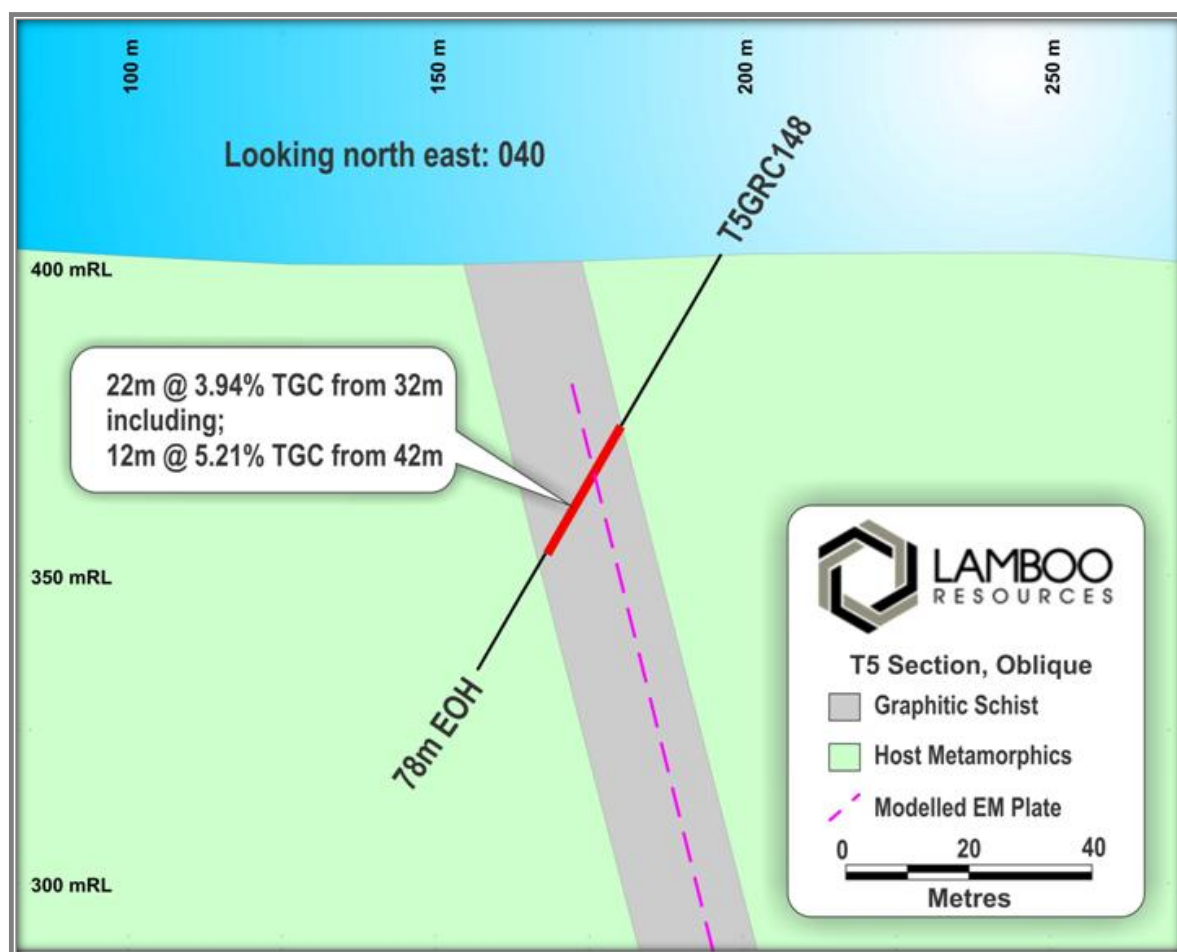 100 m
150 m
200 m
250 m
Looking north east: 040
T5GRC148
400 mRL
22m @ 3.94% TGC from 32m
including;
12m @ 5.21% TGC from 42m
350 mRL
78m EOH
300 mRL
LAMBOO
RESOURCES
T5 Section, Oblique
Graphitic Schist
Host Metamorphics
Modelled EM Plate
0 20 40
Metres